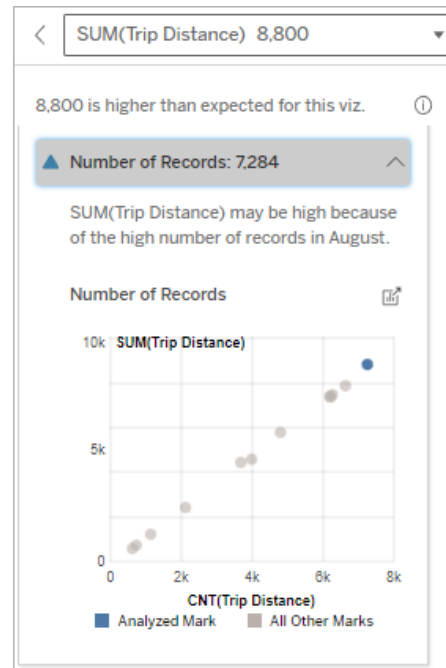 SUM(Trip Distance) 8,800
8,800 is higher than expected for this viz.
Number of Records: 7,284
SUM(Trip Distance) may be high because
of the high number of records in August.
Number of Records
10k SUM(Trip Distance)
5k
0
0 2k 4k 6k 8k
CNT(Trip Distance)
Analyzed Mark All Other Marks